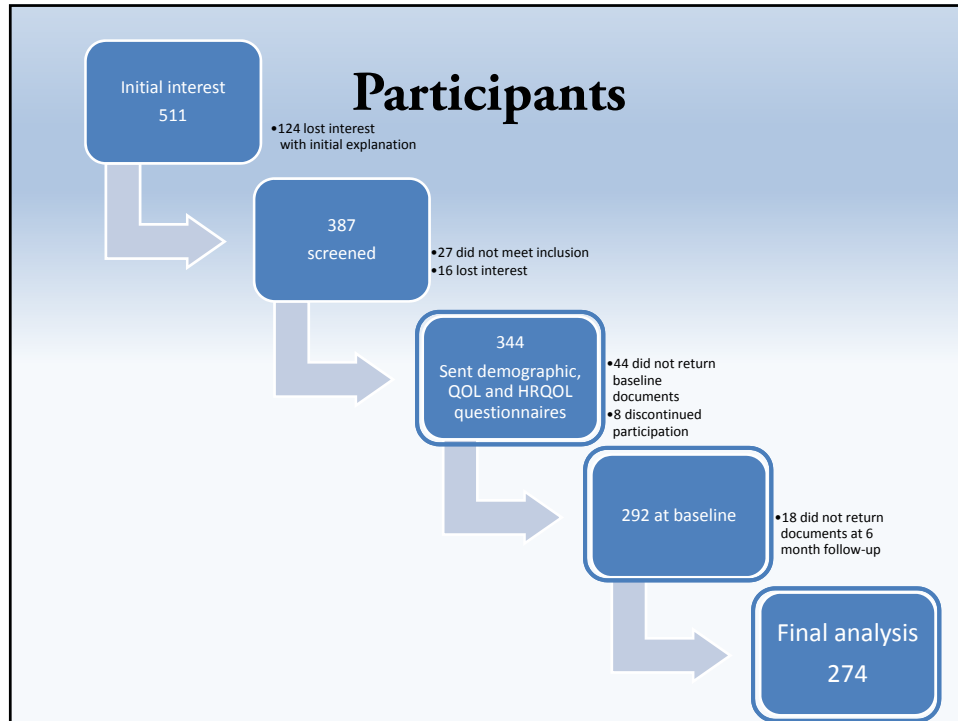 Participants
Initial interest
511
•124 lost interest
with initial explanation
387
screened
•27 did not meet inclusion
•16 lost interest
344
Sent demographic,
QOL and HRQOL
questionnaires
•44 did not return
baseline
documents
•8 discontinued
participation
292 at baseline
•18 did not return
documents at 6
month follow-up
Final analysis
274